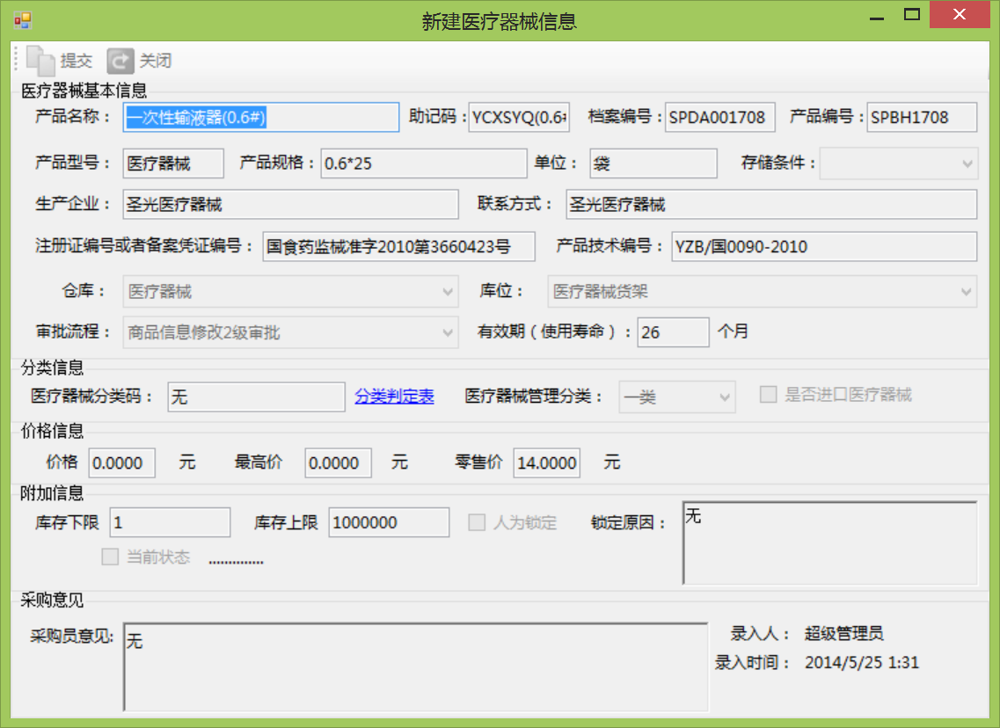 新建医疗器械信息
提交 关闭
医疗器械基本信息
产品名称： 一次性输液器(0.6#) 助记码： YCXSYQ(0.6# 档案编号： SPDA001708 产品编号： SPBH1708
产品型号： 医疗器械 产品规格： 0.6*25 单位： 袋 存储条件：
生产企业： 圣光医疗器械 联系方式： 圣光医疗器械
注册证编号或者备案凭证编号： 国食药监械准字2010第3660423号 产品技术编号： YZB/国0090-2010
仓库： 医疗器械 库位： 医疗器械货架
审批流程： 商品信息修改2级审批 有效期（使用寿命）： 26 个月
分类信息
医疗器械分类码： 无 分类判定表 医疗器械管理分类： 一类 是否进口医疗器械
价格信息
价格 0.0000 元 最高价 0.0000 元 零售价 14.0000 元
附加信息
库存下限 1 库存上限 1000000 人为锁定 锁定原因： 无
当前状态 ..............
采购意见
采购员意见: 无 录入人： 超级管理员
录入时间： 2014/5/25 1:31